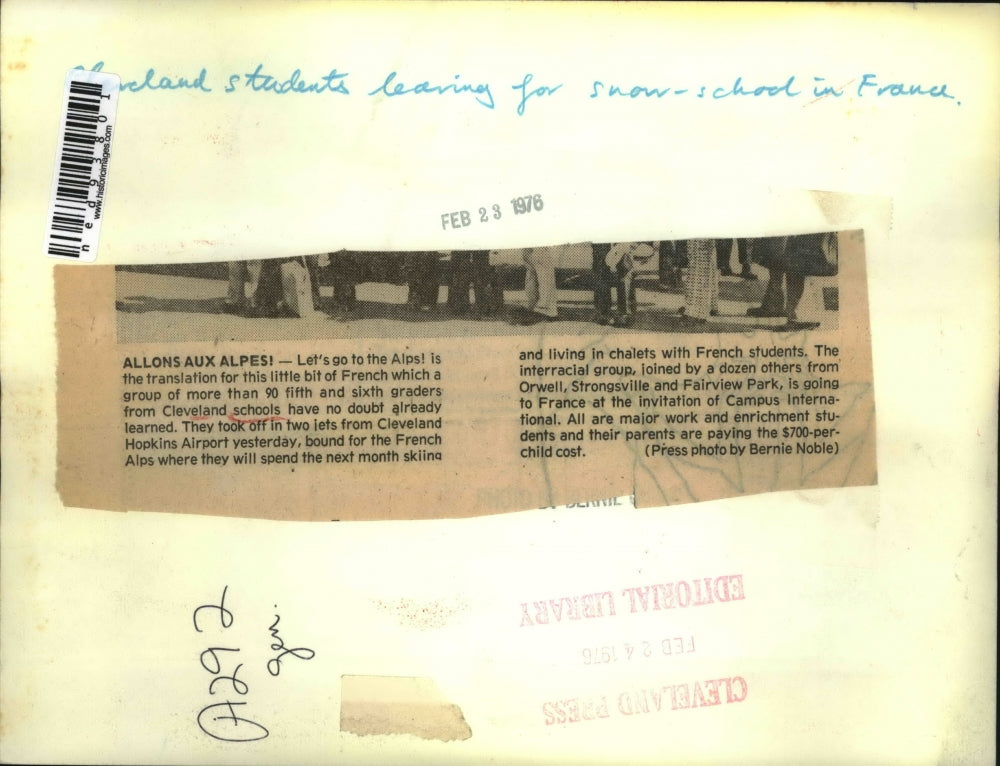 Cleveland students leaving for snow-school in France.
www.historicimages.com
ned93801
FEB 23 1976
ALLONS AUX ALPES! — Let's go to the Alps! is
the translation for this little bit of French which a
group of more than 90 fifth and sixth graders
from Cleveland schools have no doubt already
learned. They took off in two jets from Cleveland
Hopkins Airport yesterday, bound for the French
Alps where they will spend the next month skiing
and living in chalets with French students. The
interracial group, joined by a dozen others from
Orwell, Strongsville and Fairview Park, is going
to France at the invitation of Campus Interna-
tional. All are major work and enrichment stu-
dents and their parents are paying the $700-per-
child cost. (Press photo by Bernie Noble)
EDITORIAL LIBRARY
FEB 24 1976
CLEVELAND PRESS
A292
gen.